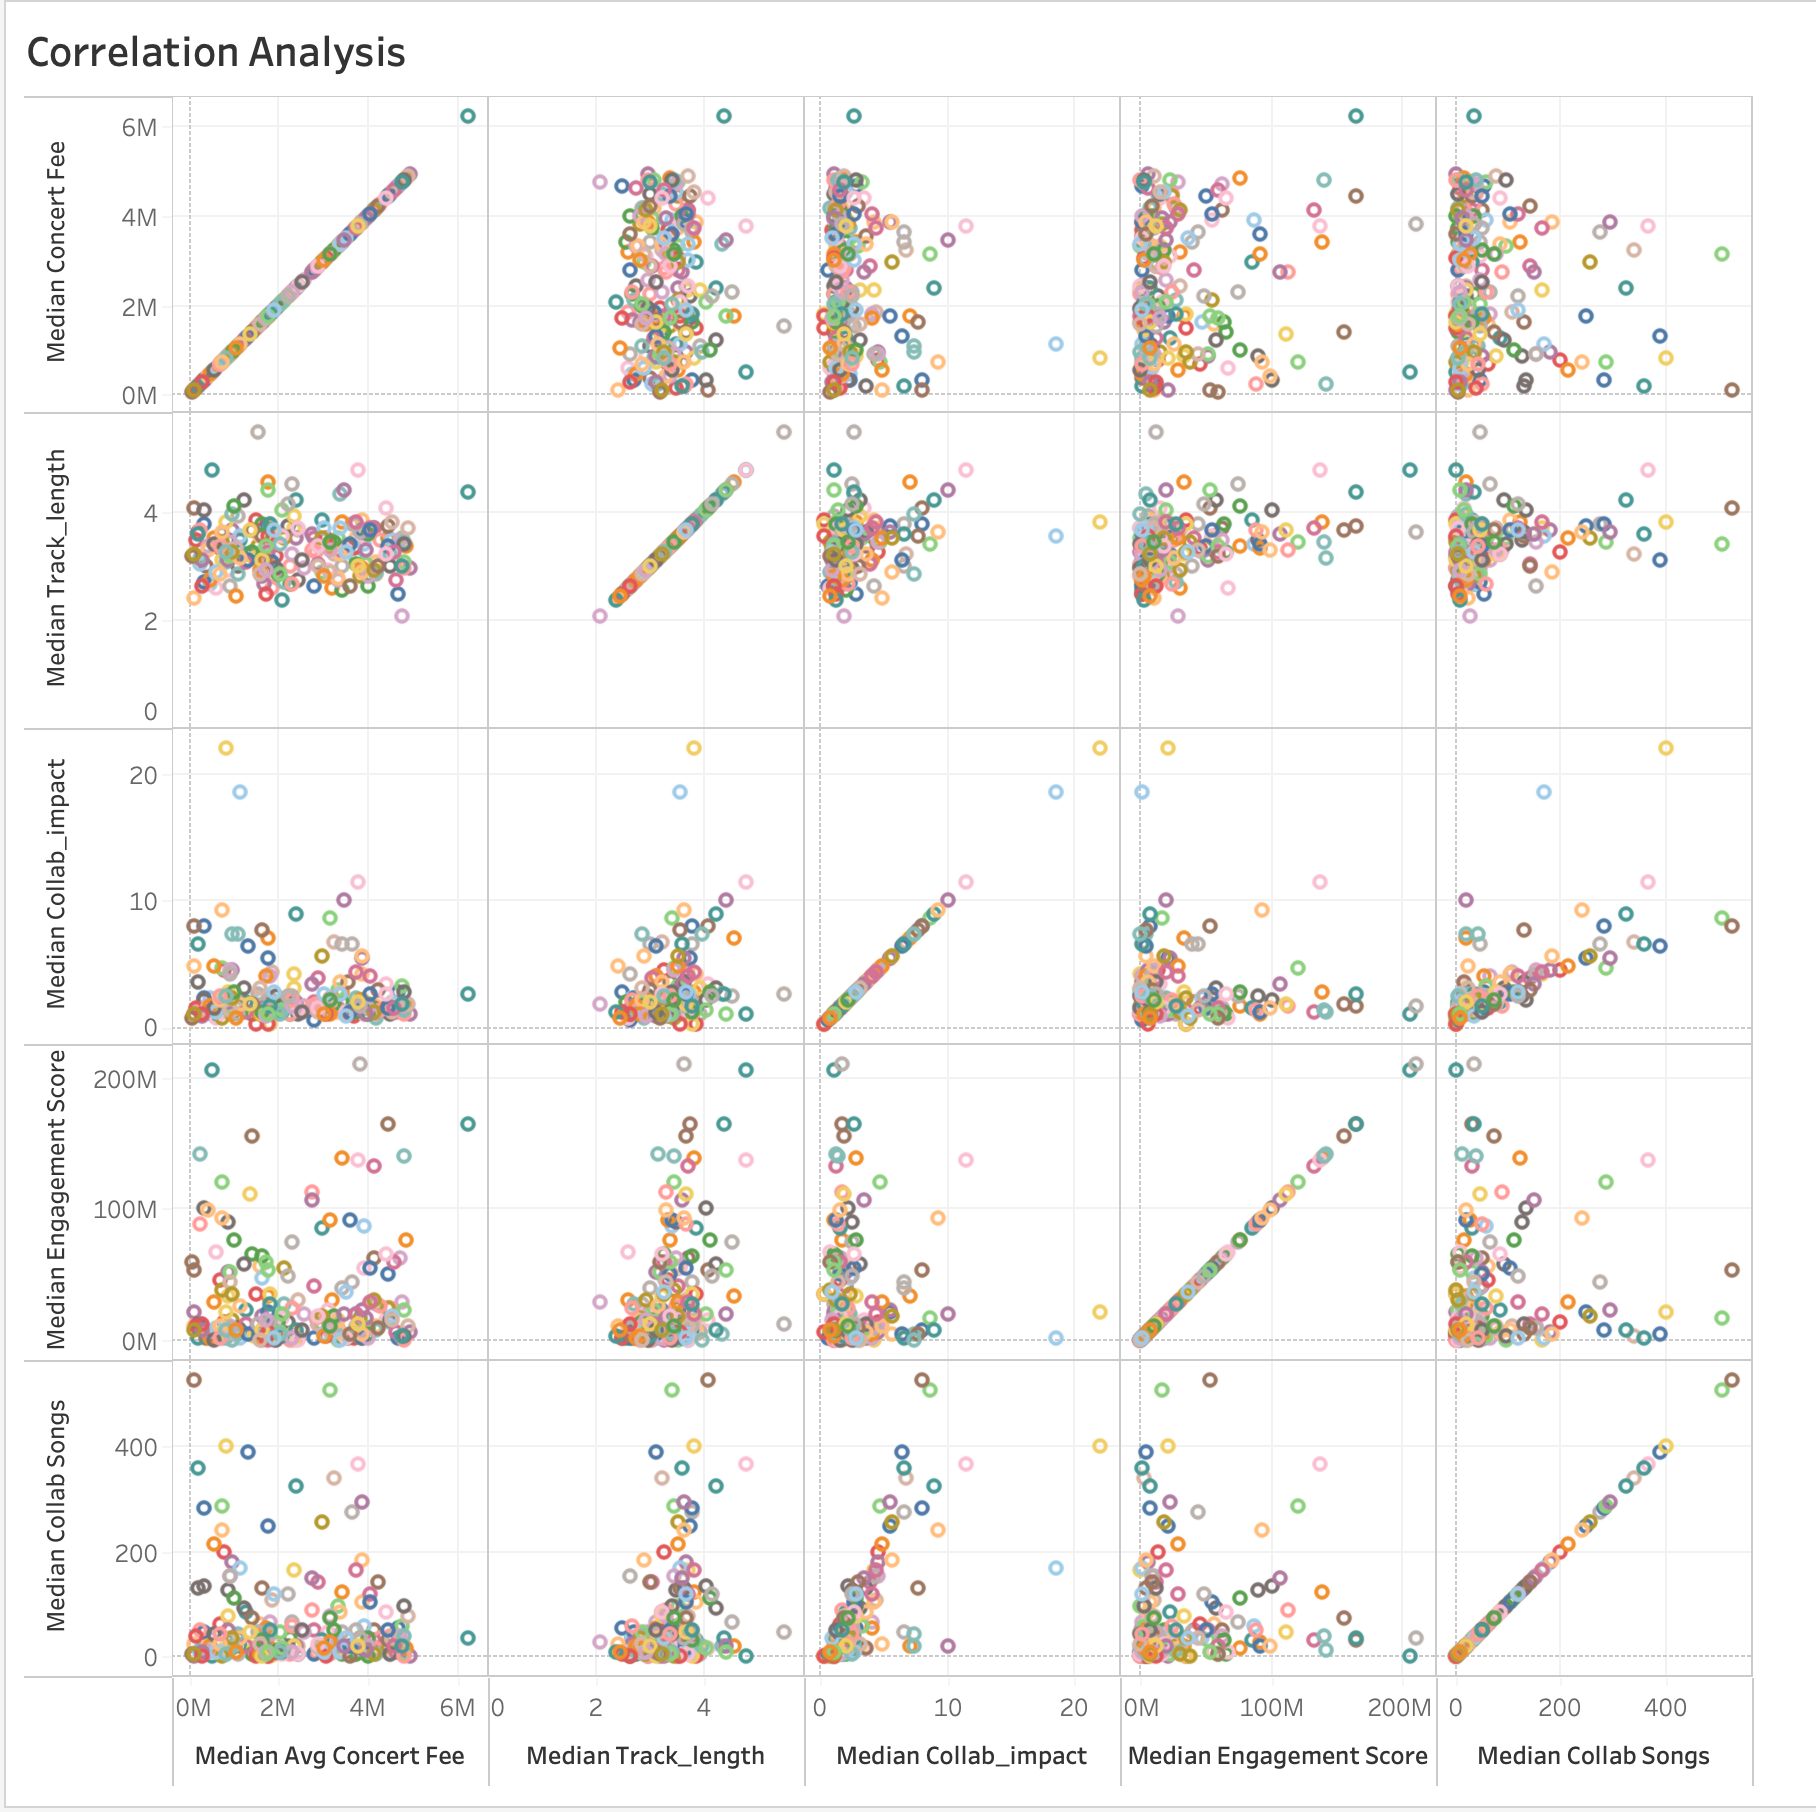 Correlation Analysis
Median Concert Fee
6M
4M
2M
0M
Median Track_length
4
2
0
Median Collab_impact
20
10
0
Median Engagement Score
200M
100M
0M
Median Collab Songs
400
200
0
0M 2M 4M 6M 0 2 4 0 10 20 0M 100M 200M 0 200 400
Median Avg Concert Fee Median Track_length Median Collab_impact Median Engagement Score Median Collab Songs